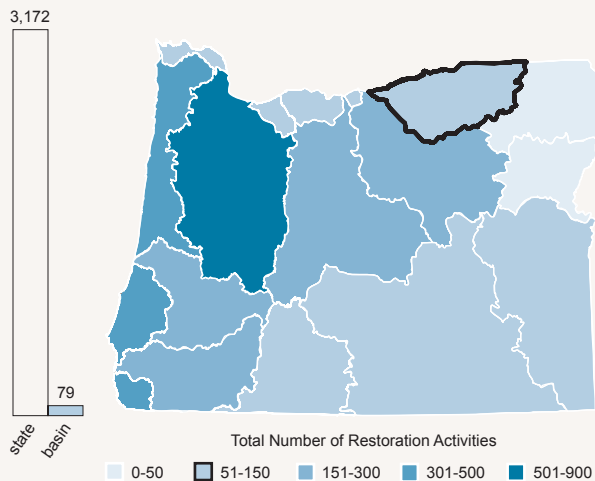 3,172
79
state
basin
Total Number of Restoration Activities
0-50
51-150
151-300
301-500
501-900